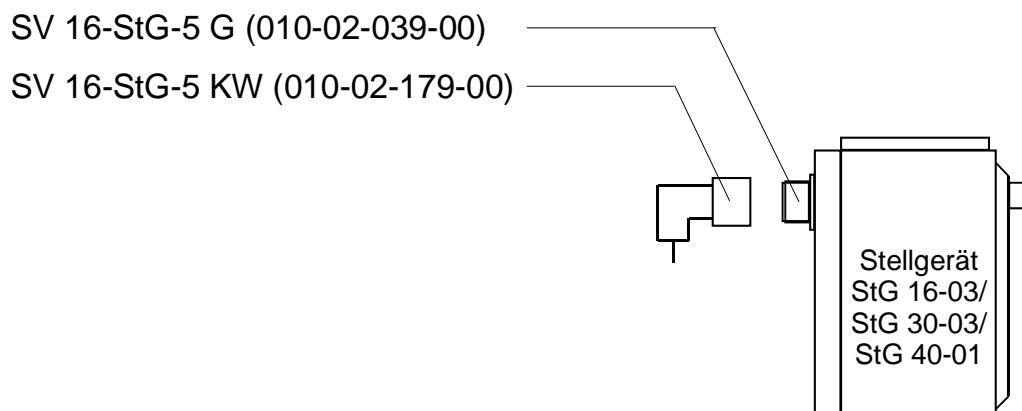 SV 16-StG-5 G (010-02-039-00)
SV 16-StG-5 KW (010-02-179-00)
Stellgerät
StG 16-03/
StG 30-03/
StG 40-01